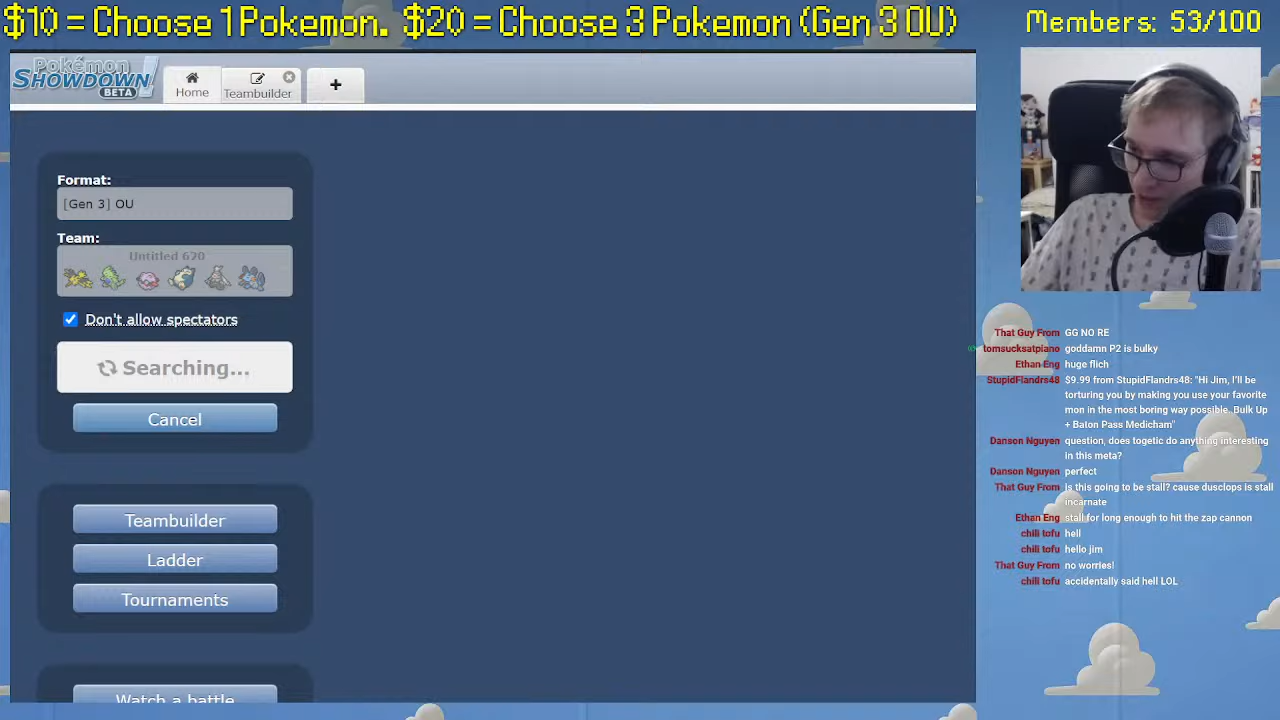 $10 = Choose 1 Pokemon. $20 = Choose 3 Pokemon (Gen 3 OU)
Members: 53/100
Pokémon
SHOWDOWN!
BETA
Home
Teambuilder
+
Format:
[Gen 3] OU
Team:
Untitled 620
Don't allow spectators
Searching...
Cancel
Teambuilder
Ladder
Tournaments
Watch a battle
That Guy From GG NO RE
tomsucksatpiano goddamn P2 is bulky
Ethan Eng huge flich
StupidFlandrs48 $9.99 from StupidFlandrs48: "Hi Jim, I'll be
torturing you by making you use your favorite
mon in the most boring way possible. Bulk Up
+ Baton Pass Medicham"
Danson Nguyen question, does togetic do anything interesting
in this meta?
Danson Nguyen perfect
That Guy From is this going to be stall? cause dusclops is stall
incarnate
Ethan Eng stall for long enough to hit the zap cannon
chili tofu hell
chili tofu hello jim
That Guy From no worries!
chili tofu accidentally said hell LOL